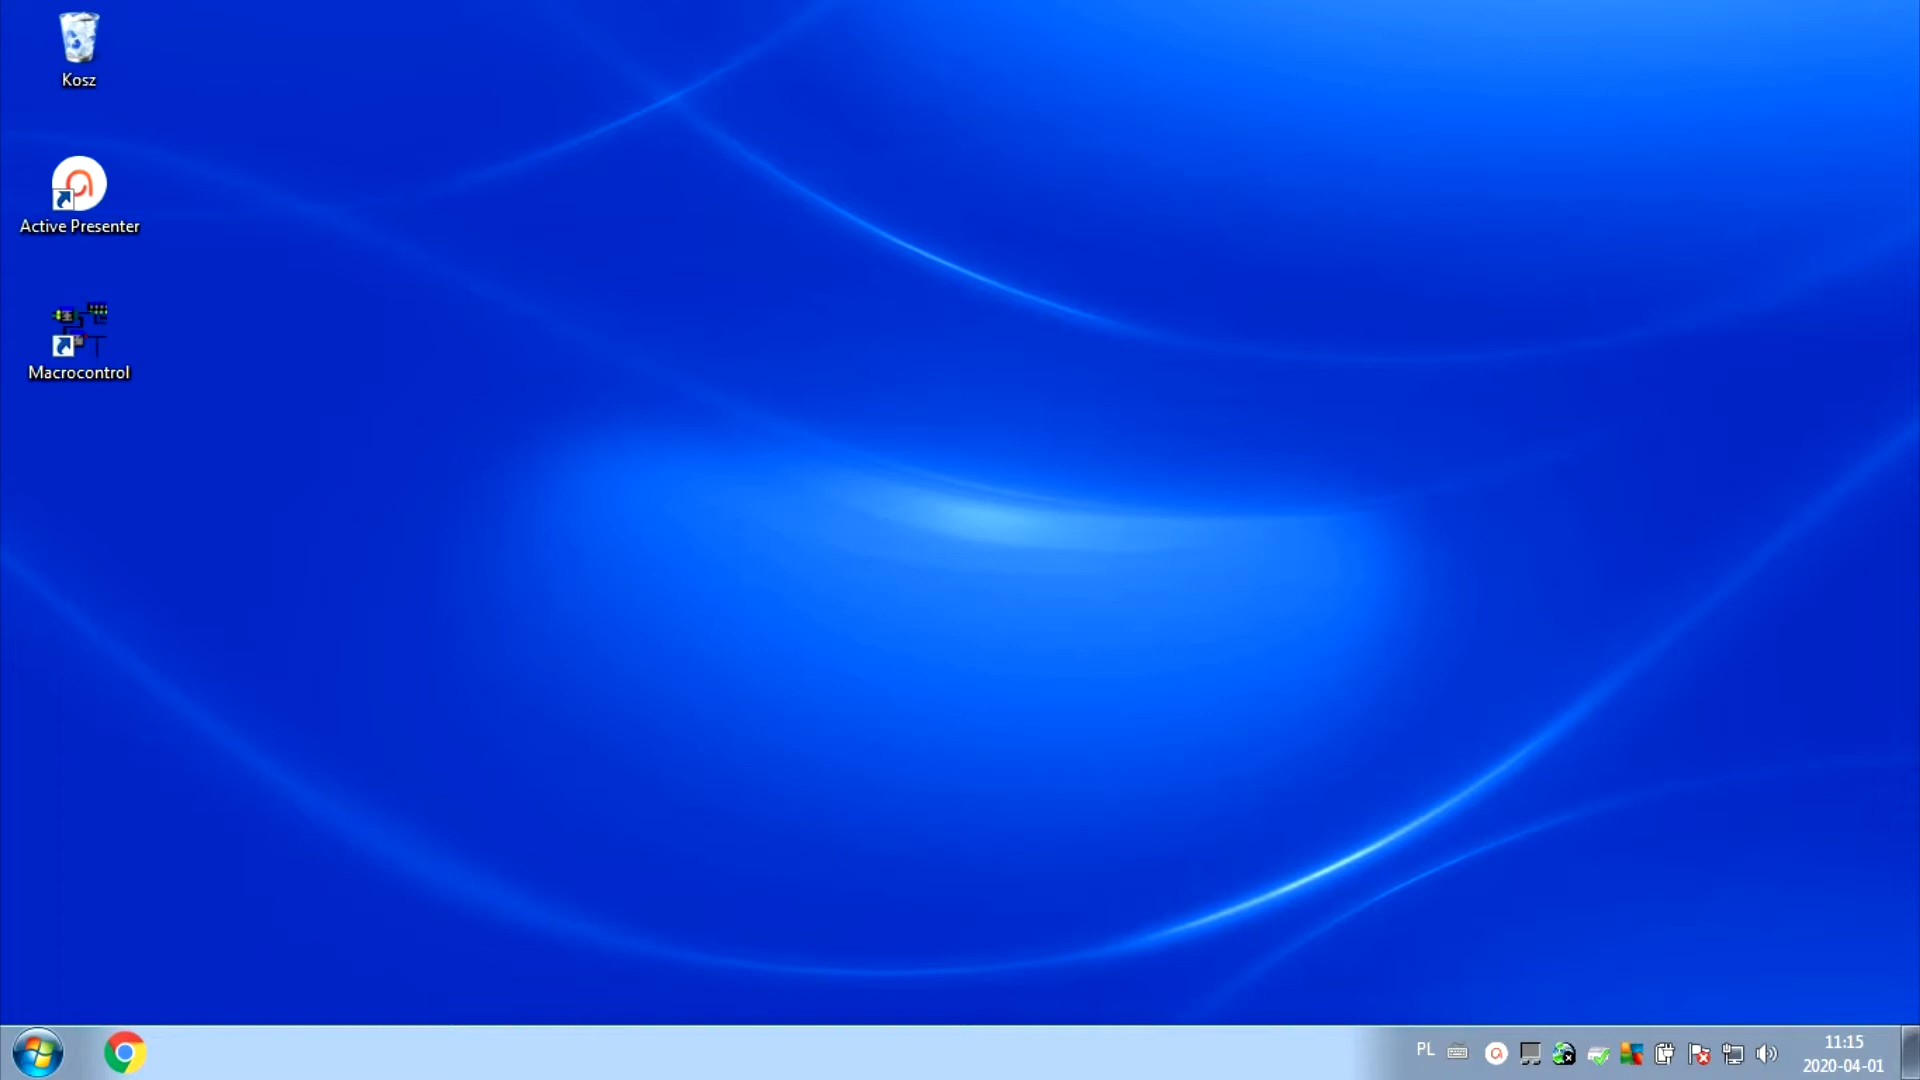 Kosz
Active Presenter
Macrocontrol
PL
11:15
2020-04-01